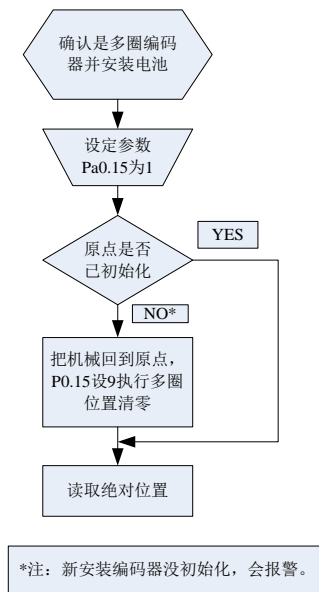 确认是多圈编码
器并安装电池
设定参数
Pa0.15为1
原点是否
已初始化
YES
NO*
把机械回到原点，
P0.15设9执行多圈
位置清零
读取绝对位置
*注：新安装编码器没初始化，会报警。